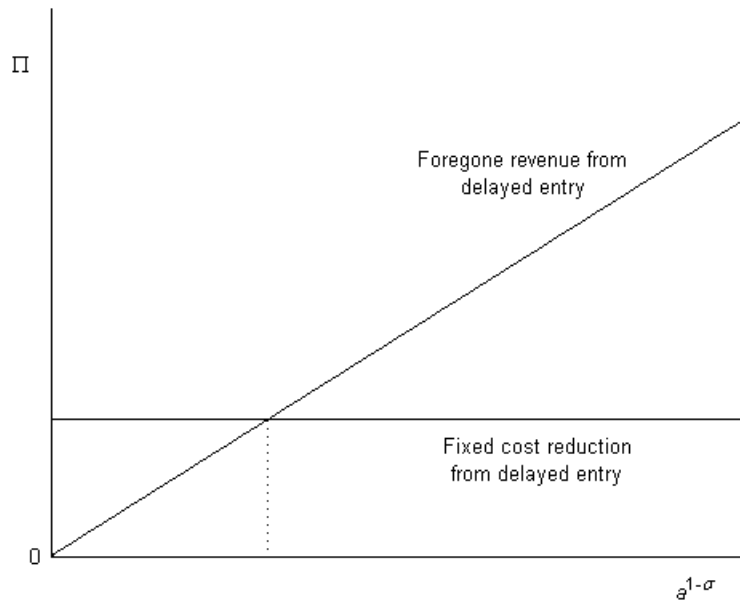 Π
Foregone revenue from
delayed entry
Fixed cost reduction
from delayed entry
0
a^{1-σ}